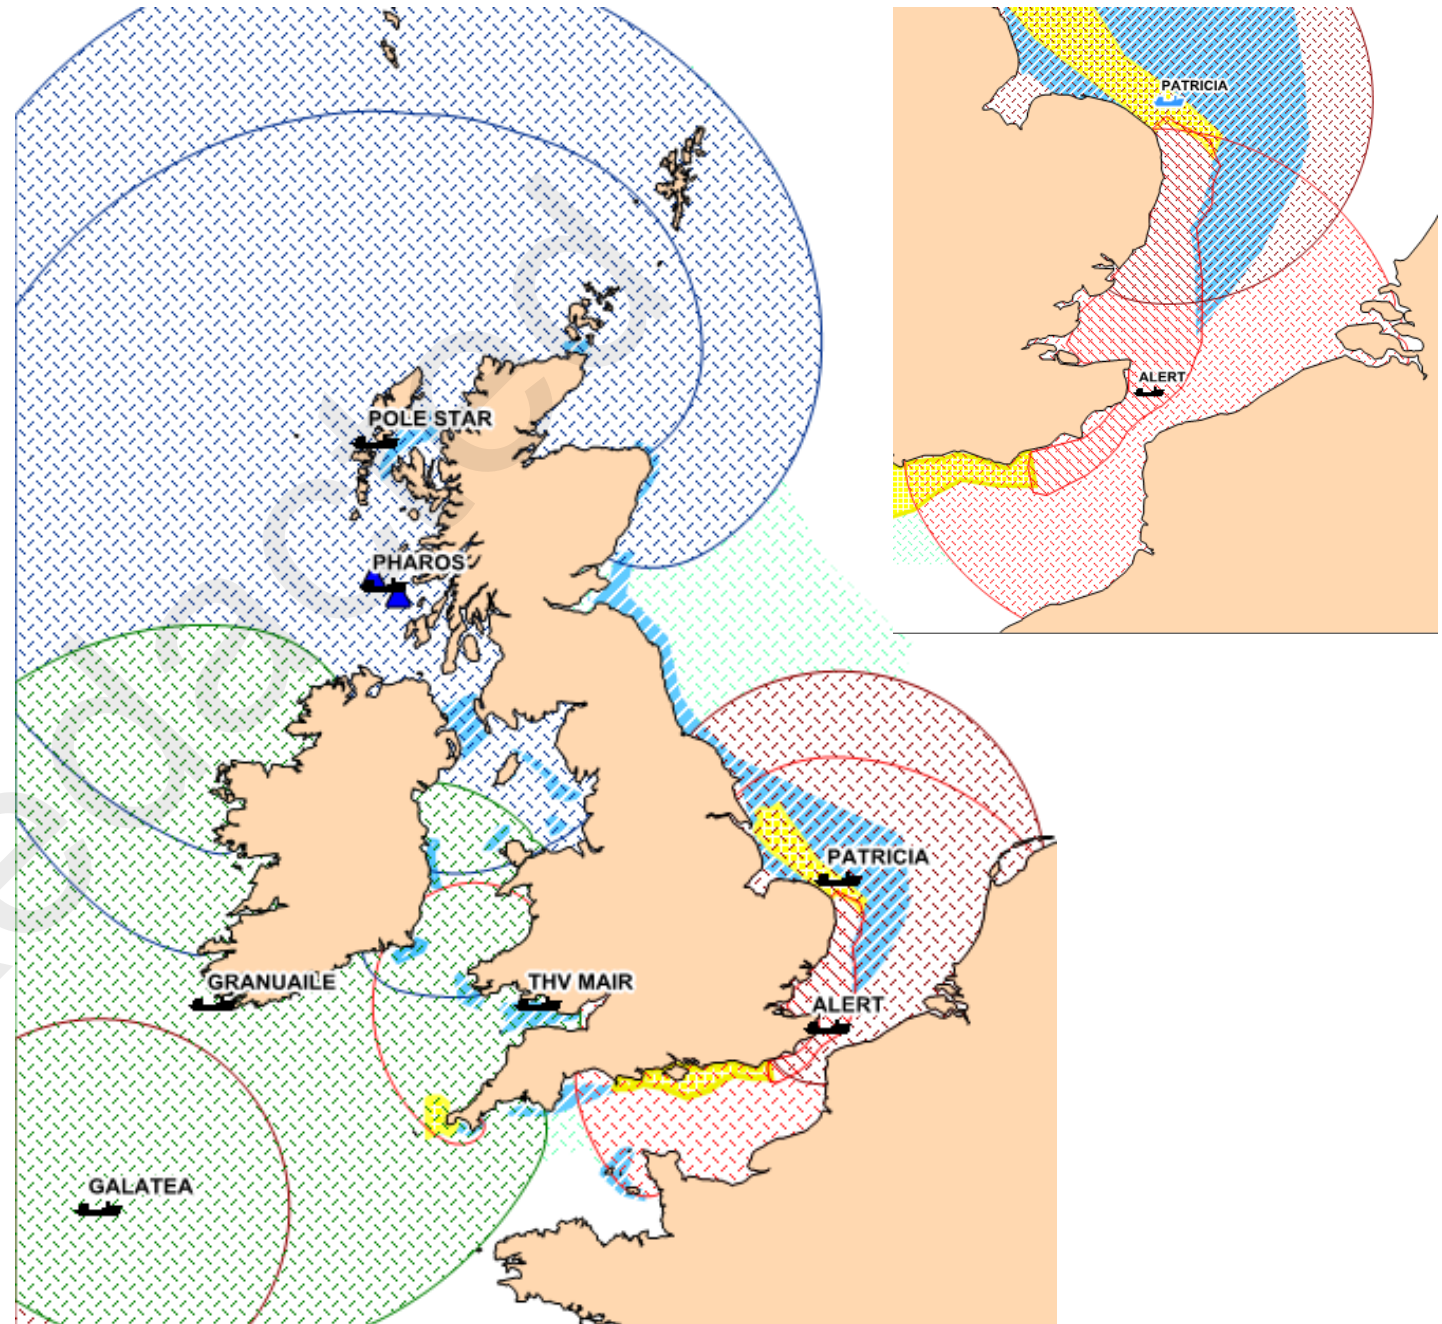 PATRICIA
ALERT
POLE STAR
PHAROS
PATRICIA
GRANUAILE
THV MAIR
ALERT
GALATEA